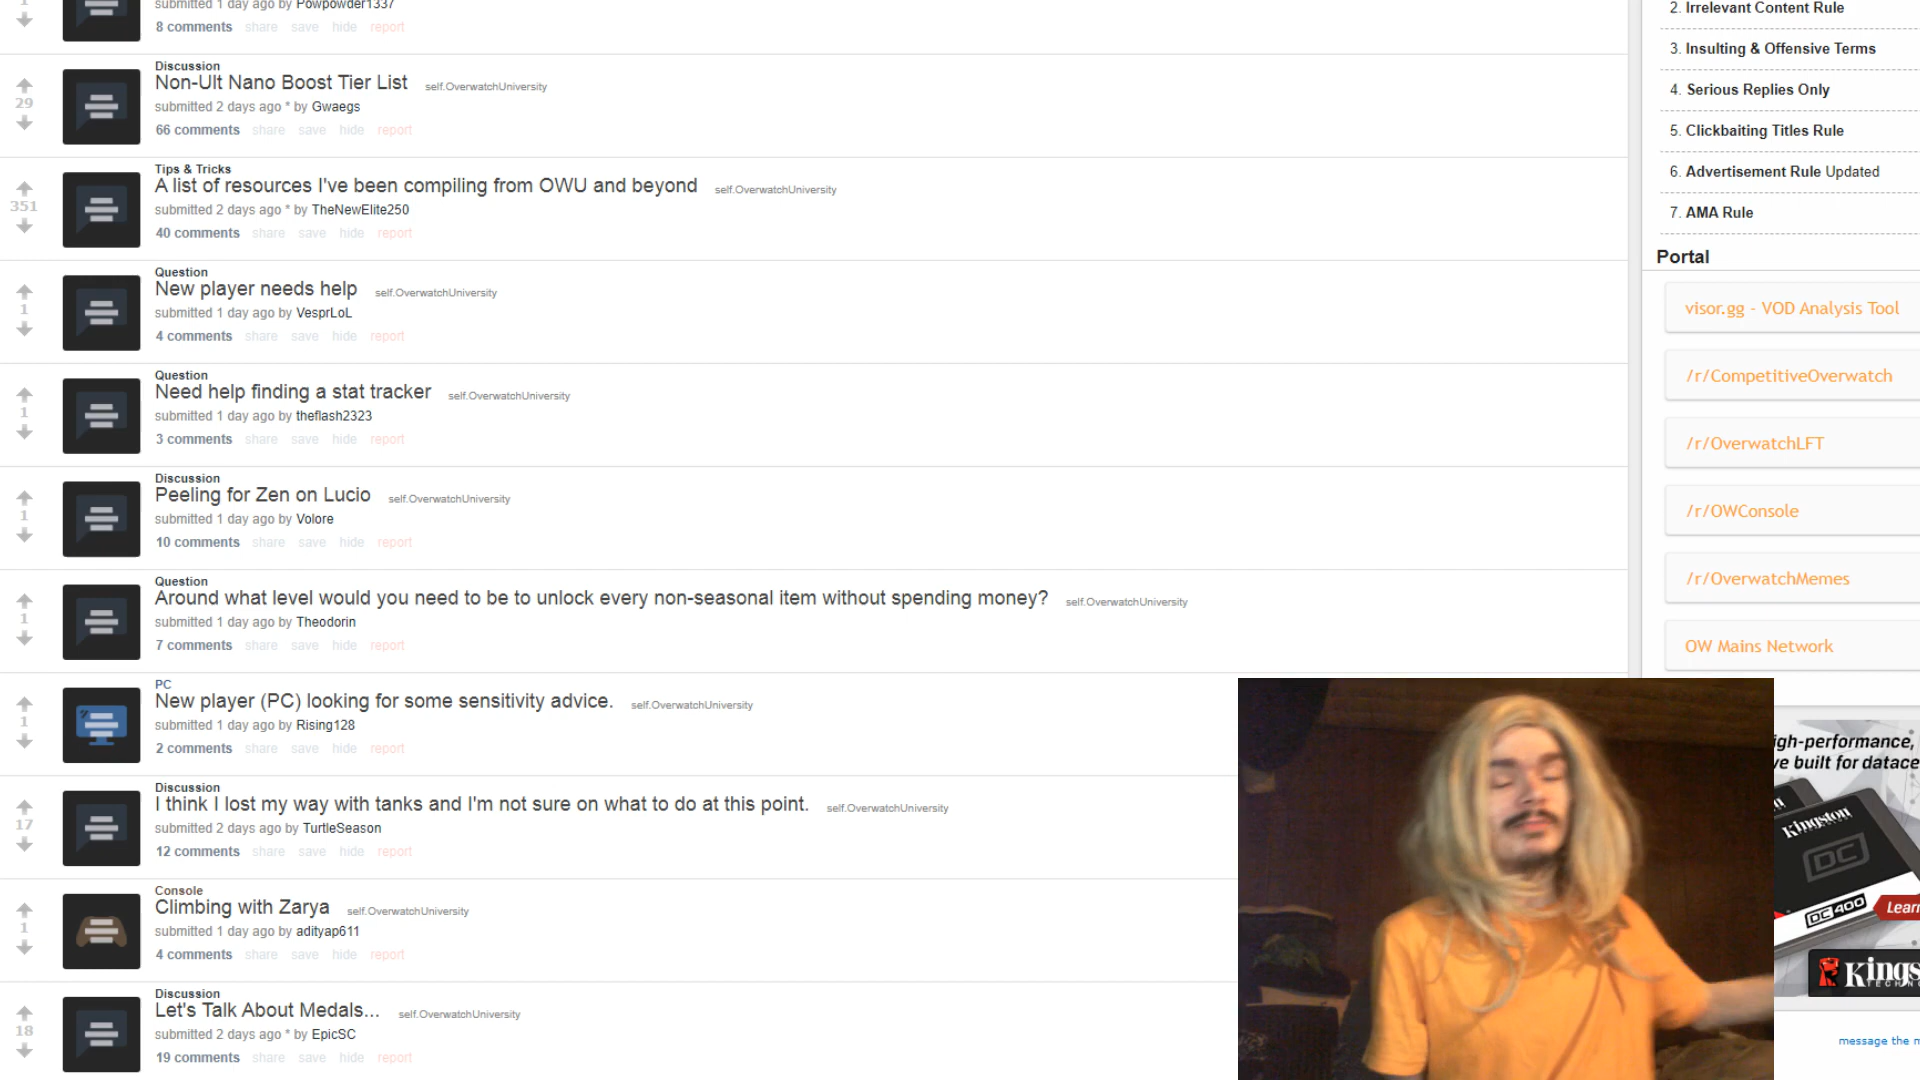 submitted 1 day ago by Powpowder1337
8 comments share save hide report
Discussion
Non-Ult Nano Boost Tier List self.OverwatchUniversity
29
submitted 2 days ago * by Gwaegs
66 comments share save hide report
Tips & Tricks
A list of resources I've been compiling from OWU and beyond self.OverwatchUniversity
351
submitted 2 days ago * by TheNewElite250
40 comments share save hide report
Question
New player needs help self.OverwatchUniversity
1
submitted 1 day ago by VesprLoL
4 comments share save hide report
Question
Need help finding a stat tracker self.OverwatchUniversity
1
submitted 1 day ago by theflash2323
3 comments share save hide report
Discussion
Peeling for Zen on Lucio self.OverwatchUniversity
1
submitted 1 day ago by Volore
10 comments share save hide report
Question
Around what level would you need to be to unlock every non-seasonal item without spending money? self.OverwatchUniversity
1
submitted 1 day ago by Theodorin
7 comments share save hide report
PC
New player (PC) looking for some sensitivity advice. self.OverwatchUniversity
1
submitted 1 day ago by Rising128
2 comments share save hide report
Discussion
I think I lost my way with tanks and I'm not sure on what to do at this point. self.OverwatchUniversity
17
submitted 2 days ago by TurtleSeason
12 comments share save hide report
Console
Climbing with Zarya self.OverwatchUniversity
1
submitted 1 day ago by adityap611
4 comments share save hide report
Discussion
Let's Talk About Medals... self.OverwatchUniversity
18
submitted 2 days ago * by EpicSC
19 comments share save hide report
2. Irrelevant Content Rule
3. Insulting & Offensive Terms
4. Serious Replies Only
5. Clickbaiting Titles Rule
6. Advertisement Rule Updated
7. AMA Rule
Portal
visor.gg - VOD Analysis Tool
/r/CompetitiveOverwatch
/r/OverwatchLFT
/r/OWConsole
/r/OverwatchMemes
OW Mains Network
igh-performance,
ve built for datace
Kingston
DC
DC400
Learn
Kings
message the m